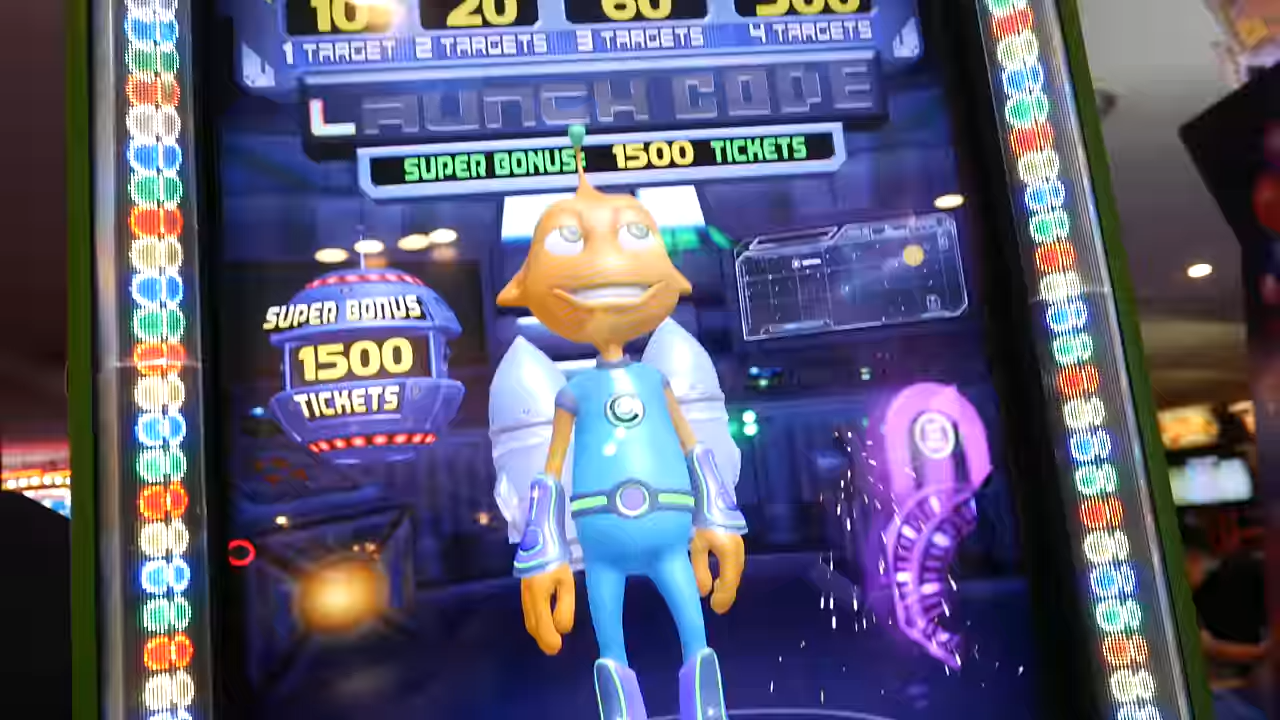 10 20 60 500
1 TARGET 2 TARGETS 3 TARGETS 4 TARGETS
LAUNCH CODE
SUPER BONUS: 1500 TICKETS
SUPER BONUS
1500
TICKETS